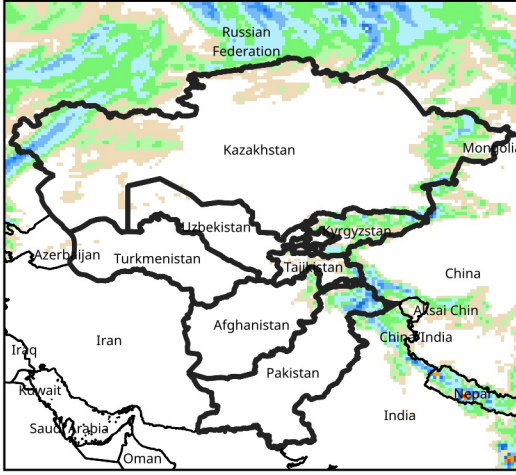 Russian
Federation
Kazakhstan
Mongolia
Uzbekistan
Kyrgyzstan
Azerbaijan
Turkmenistan
Tajikistan
China
Aksai Chin
Afghanistan
China/India
Iran
Iraq
Pakistan
Kuwait
Nepal
India
Saudi Arabia
Oman